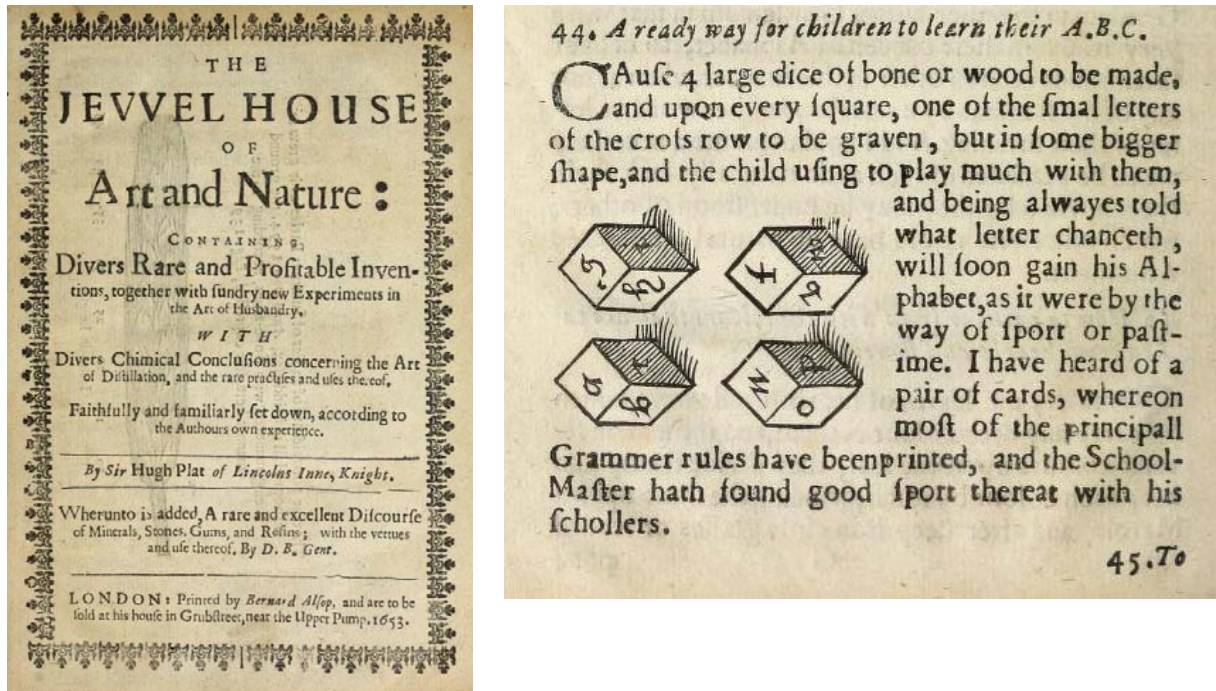 THE
JEVVEL HOUSE
OF
Art and Nature:
CONTAINING,
Divers Rare and Profitable Inven-
tions, together with sundry new Experiments in
the Art of Husbandry.
WITH
Divers Chimical Conclusions concerning the Art
of Distillation, and the rare practises and uses thereof.
Faithfully and familiarly set down, according to
the Authours own experience.
By Sir Hugh Plat of Lincolns Inne, Knight.
Wherunto is added, A rare and excellent Discourse
of Minerals, Stones, Gums, and Rosins; with the vertues
and use thereof, By D. B. Gent.
LONDON: Printed by Bernard Alsop, and are to be
sold at his house in Grubstreet, near the Upper Pump. 1653.
44. A ready way for children to learn their A.B.C.
CAuſe 4 large dice of bone or wood to be made,
and upon every ſquare, one of the ſmal letters
of the croſs row to be graven, but in ſome bigger
ſhape, and the child uſing to play much with them,
and being alwayes told
what letter chanceth,
will ſoon gain his Al-
phabet, as it were by the
way of ſport or paſt-
ime. I have heard of a
pair of cards, whereon
moſt of the principall
Grammer rules have beenprinted, and the School-
Maſter hath found good ſport thereat with his
ſchollers.
45. To